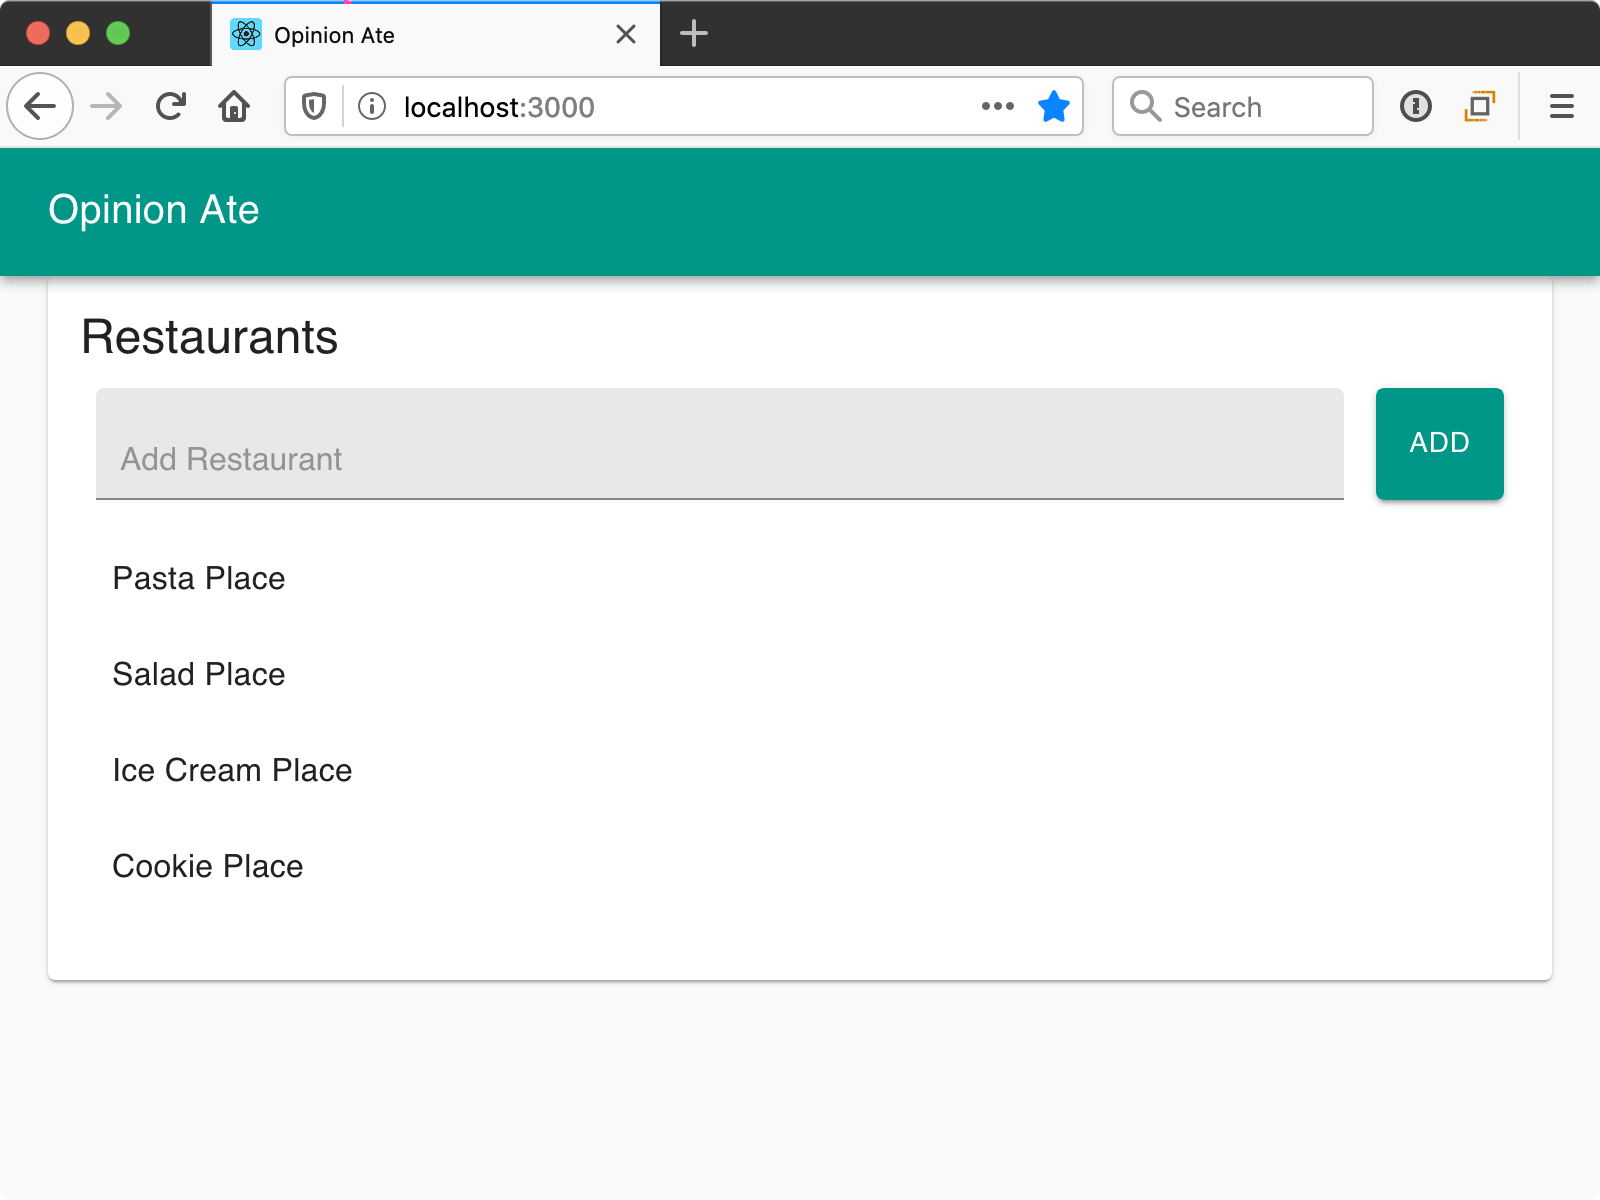 Opinion Ate
localhost:3000
Search
Opinion Ate
Restaurants
Add Restaurant
ADD
Pasta Place
Salad Place
Ice Cream Place
Cookie Place